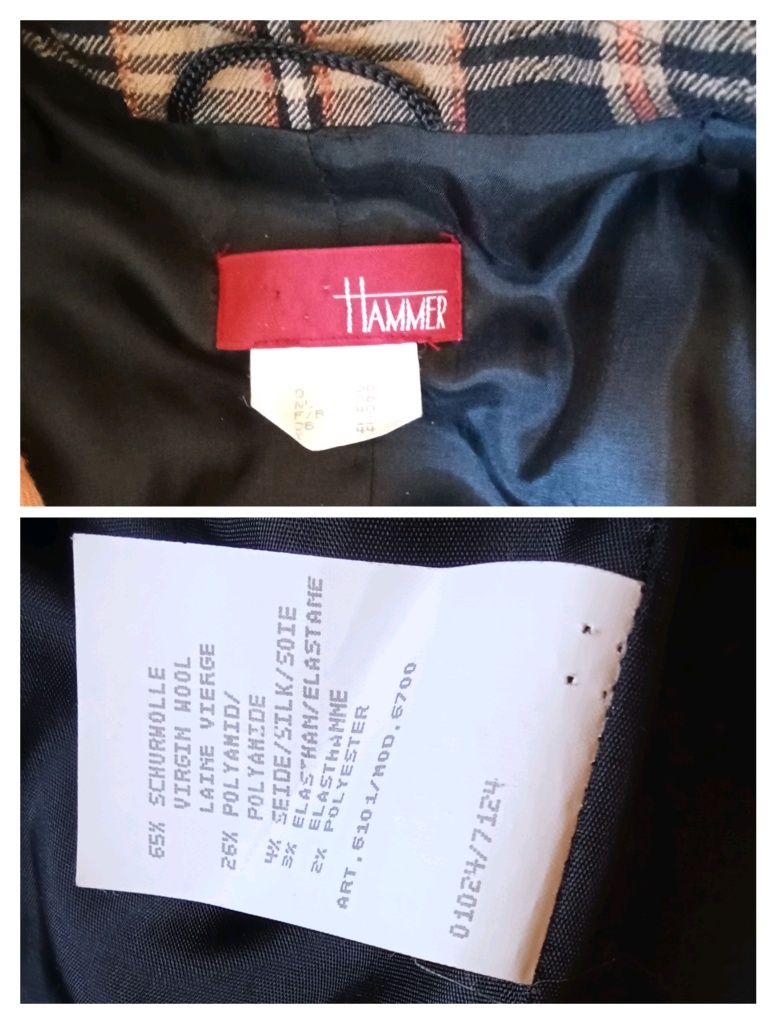 HAMMER
D
F/B
65% SCHURWOLLE
VIRGIN WOOL
LAINE VIERGE
26% POLYAMID/
POLYAMIDE
4% SEIDE/SILK/SOIE
3% ELASTHAN/ELASTAME
ELASTHANNE
2% POLYESTER
ART.6101/MOD.6700
01024/7124